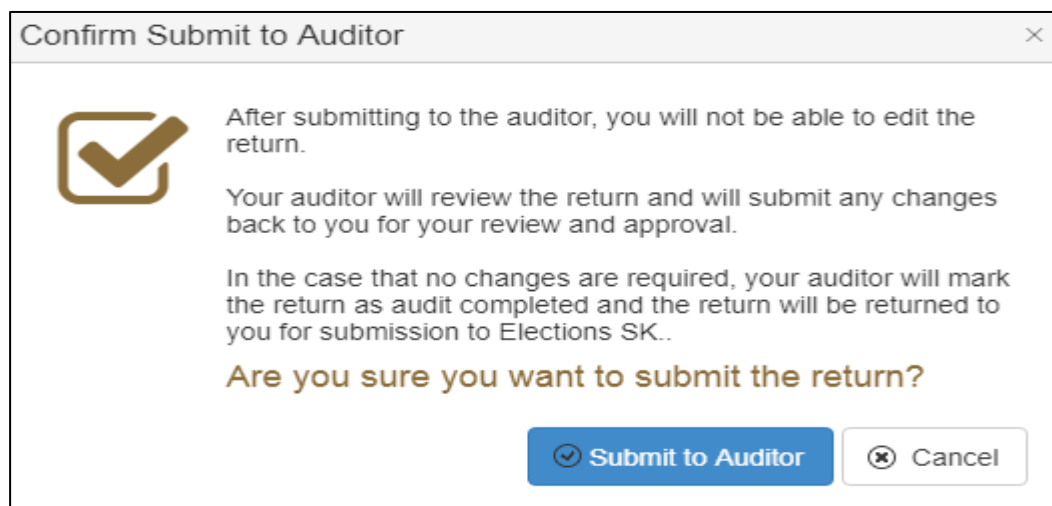 Confirm Submit to Auditor
After submitting to the auditor, you will not be able to edit the
return.
Your auditor will review the return and will submit any changes
back to you for your review and approval.
In the case that no changes are required, your auditor will mark
the return as audit completed and the return will be returned to
you for submission to Elections SK..
Are you sure you want to submit the return?
Submit to Auditor
Cancel